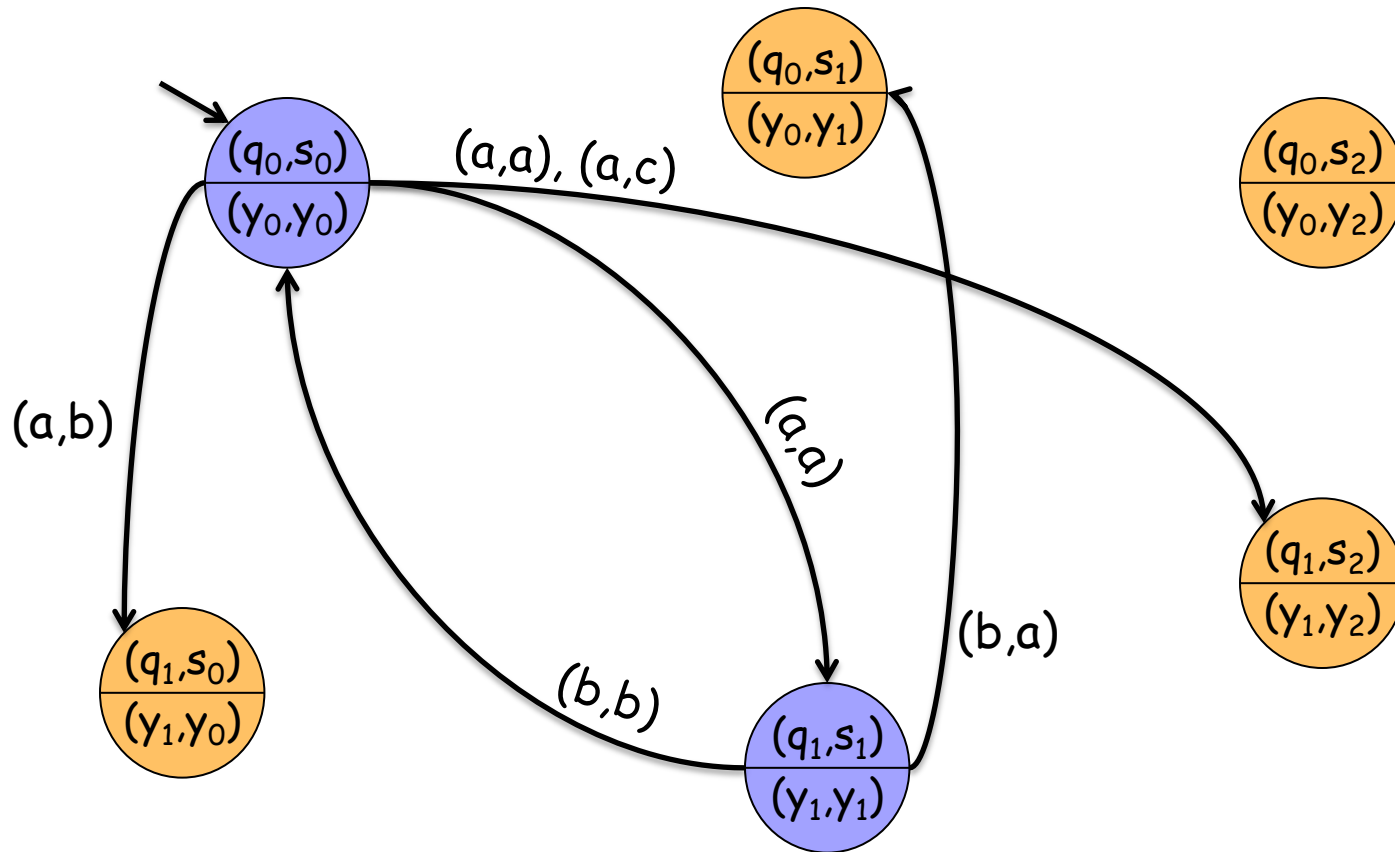 (q₀,s₁)
(y₀,y₁)
(q₀,s₀)
(y₀,y₀)
(a,a), (a,c)
(q₀,s₂)
(y₀,y₂)
(a,b)
(a,a)
(q₁,s₂)
(y₁,y₂)
(b,a)
(q₁,s₀)
(y₁,y₀)
(b,b)
(q₁,s₁)
(y₁,y₁)